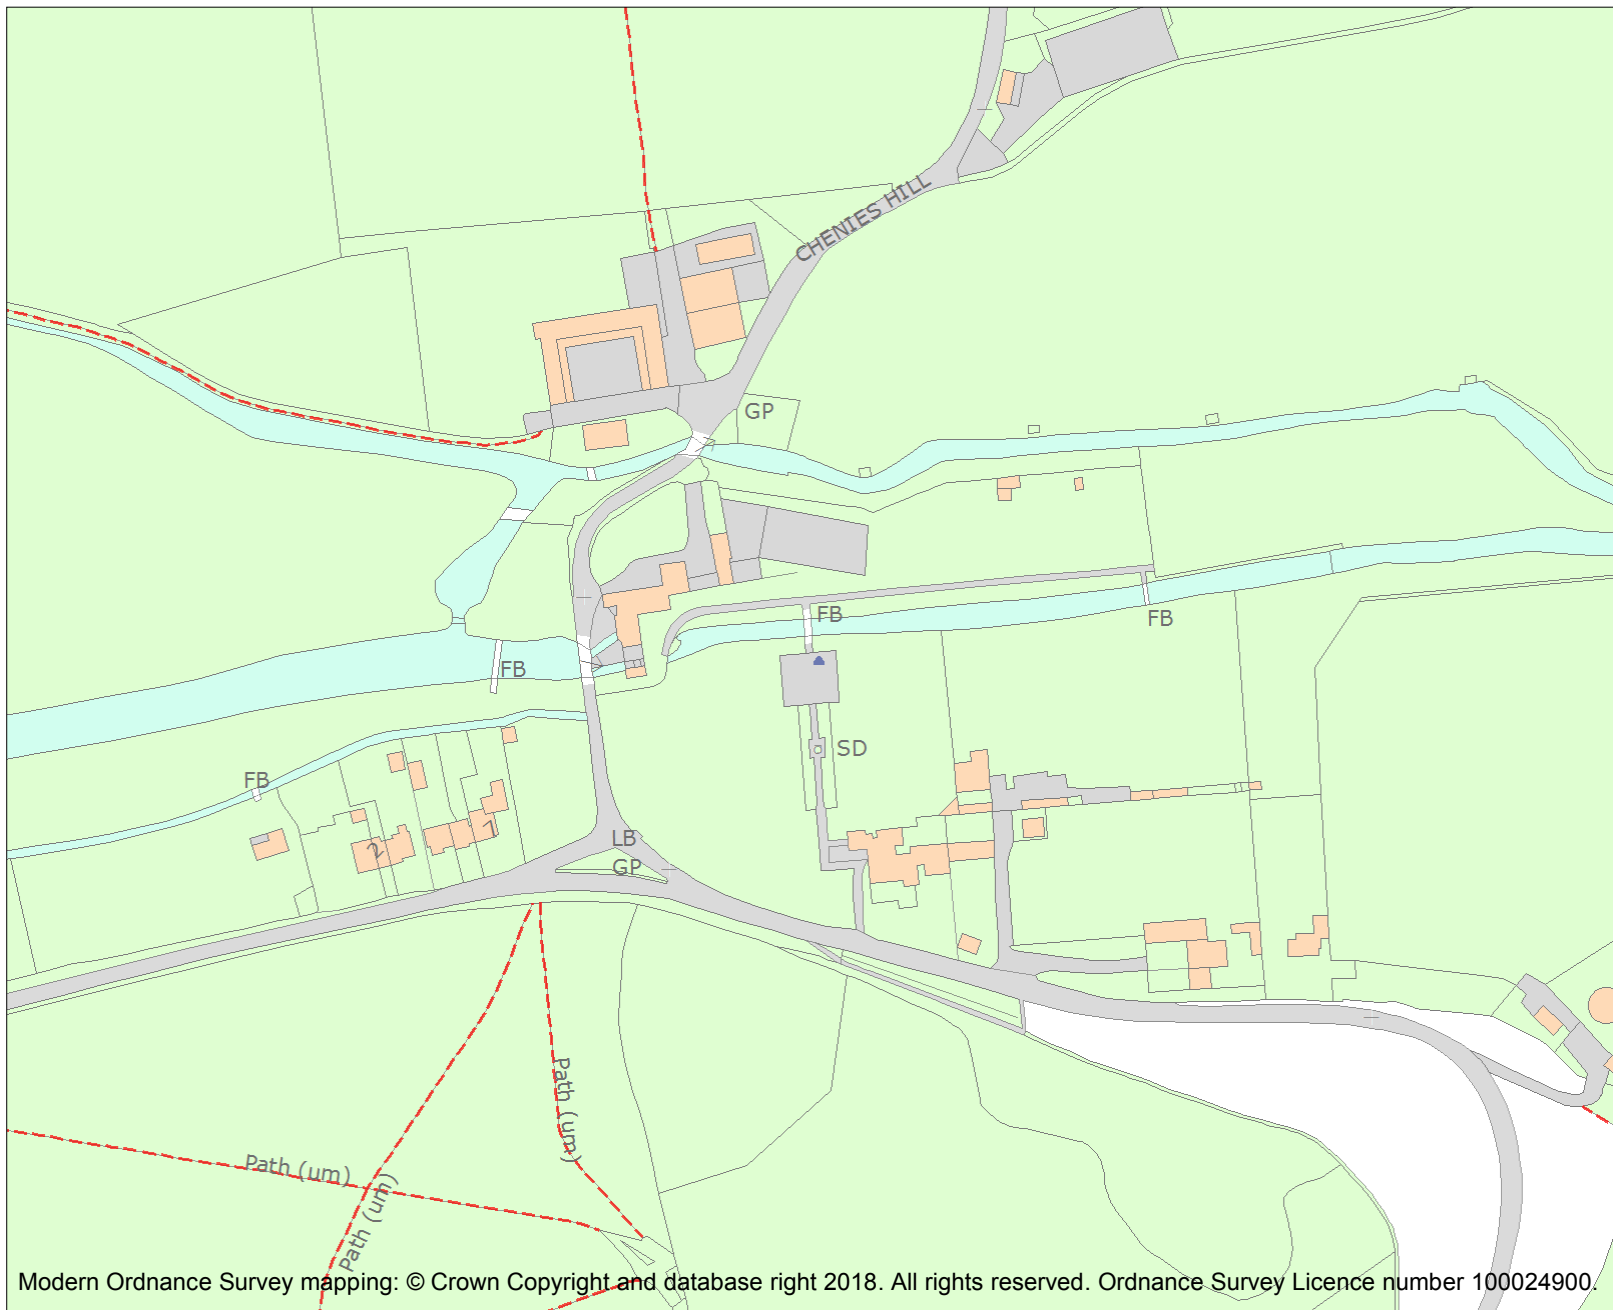 CHENIES HILL
GP
FB
FB
FB
SD
FB
7
2
LB
GP
Path (um)
Path (um)
Path (um)
Modern Ordnance Survey mapping: © Crown Copyright and database right 2018. All rights reserved. Ordnance Survey Licence number 100024900.